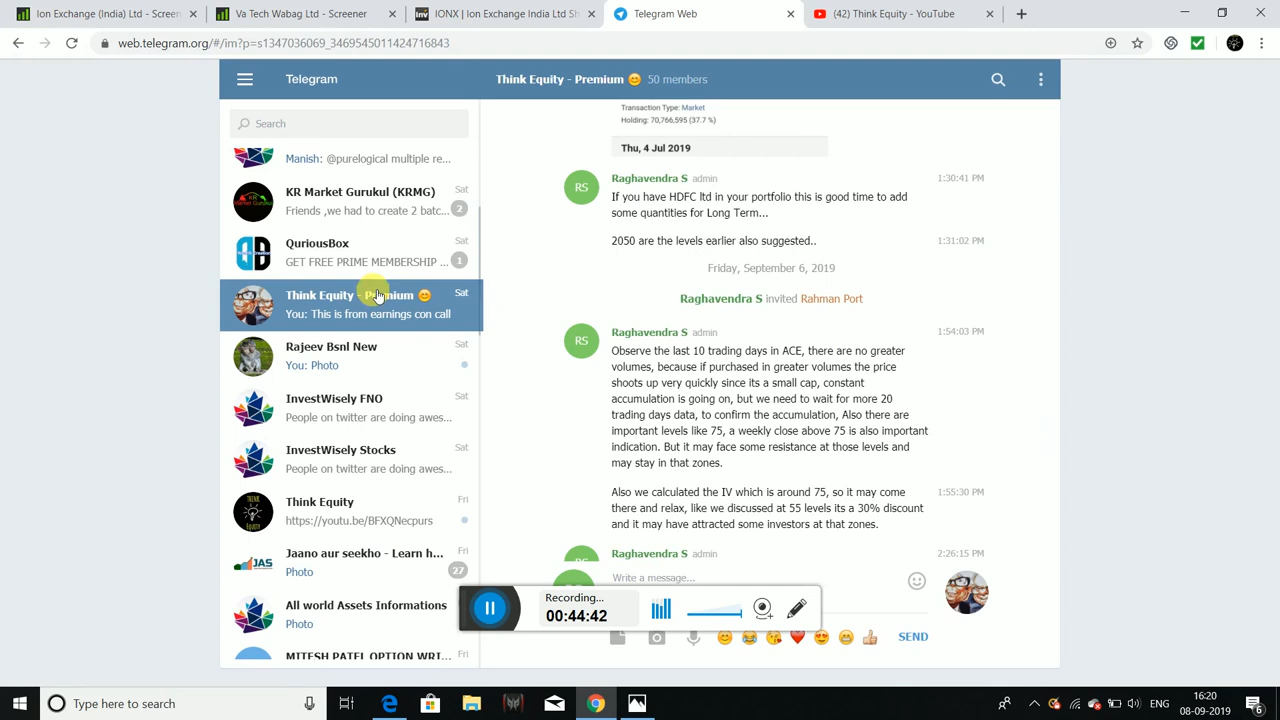 Ion Exchange (India) Ltd - Screen
Va Tech Wabag Ltd - Screener
IONX | Ion Exchange India Ltd Sh
Telegram Web
(42) Think Equity - YouTube
web.telegram.org/#/im?p=s1347036069_3469545011424716843
Telegram
Think Equity - Premium 😊 50 members
Search
Manish: @purelogical multiple re...
KR Market Gurukul (KRMG) Sat
Friends ,we had to create 2 batc... 2
QuriousBox Sat
GET FREE PRIME MEMBERSHIP ... 1
Think Equity - Premium 😊 Sat
You: This is from earnings con call
Rajeev Bsnl New Sat
You: Photo
InvestWisely FNO Sat
People on twitter are doing awes...
InvestWisely Stocks Sat
People on twitter are doing awes...
THINK EQUITY
Think Equity Fri
https://youtu.be/BFXQNecpurs
JAS
Jaano aur seekho - Learn h... Fri
Photo 27
All world Assets Informations Fri
Photo
MITESH PATEL OPTION WRI... Fri
Transaction Type: Market
Holding: 70,766,595 (37.7 %)
Thu, 4 Jul 2019
RS Raghavendra S admin 1:30:41 PM
If you have HDFC ltd in your portfolio this is good time to add
some quantities for Long Term...
2050 are the levels earlier also suggested.. 1:31:02 PM
Friday, September 6, 2019
Raghavendra S invited Rahman Port
RS Raghavendra S admin 1:54:03 PM
Observe the last 10 trading days in ACE, there are no greater
volumes, because if purchased in greater volumes the price
shoots up very quickly since its a small cap, constant
accumulation is going on, but we need to wait for more 20
trading days data, to confirm the accumulation, Also there are
important levels like 75, a weekly close above 75 is also important
indication. But it may face some resistance at those levels and
may stay in that zones.
Also we calculated the IV which is around 75, so it may come 1:55:30 PM
there and relax, like we discussed at 55 levels its a 30% discount
and it may have attracted some investors at that zones.
RS Raghavendra S admin 2:26:15 PM
Write a message...
SEND
Recording...
00:44:42
Type here to search
ENG
16:20
08-09-2019
6